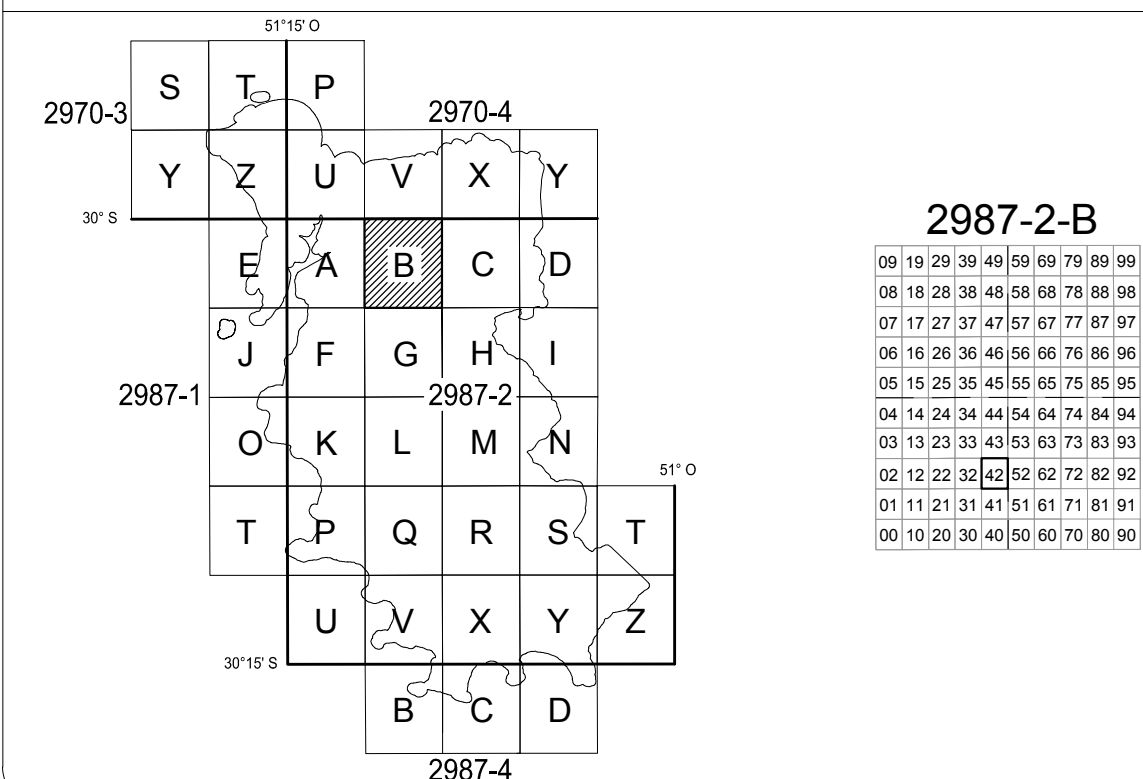 51°15' O
S T P
2970-3 2970-4
Y Z U V X Y
30° S
E A B C D
J F G H I
2987-1 2987-2
O K L M N
51° O
T P Q R S T
U V X Y Z
30°15' S
B C D
2987-4
2987-2-B
09 19 29 39 49 59 69 79 89 99
08 18 28 38 48 58 68 78 88 98
07 17 27 37 47 57 67 77 87 97
06 16 26 36 46 56 66 76 86 96
05 15 25 35 45 55 65 75 85 95
04 14 24 34 44 54 64 74 84 94
03 13 23 33 43 53 63 73 83 93
02 12 22 32 42 52 62 72 82 92
01 11 21 31 41 51 61 71 81 91
00 10 20 30 40 50 60 70 80 90